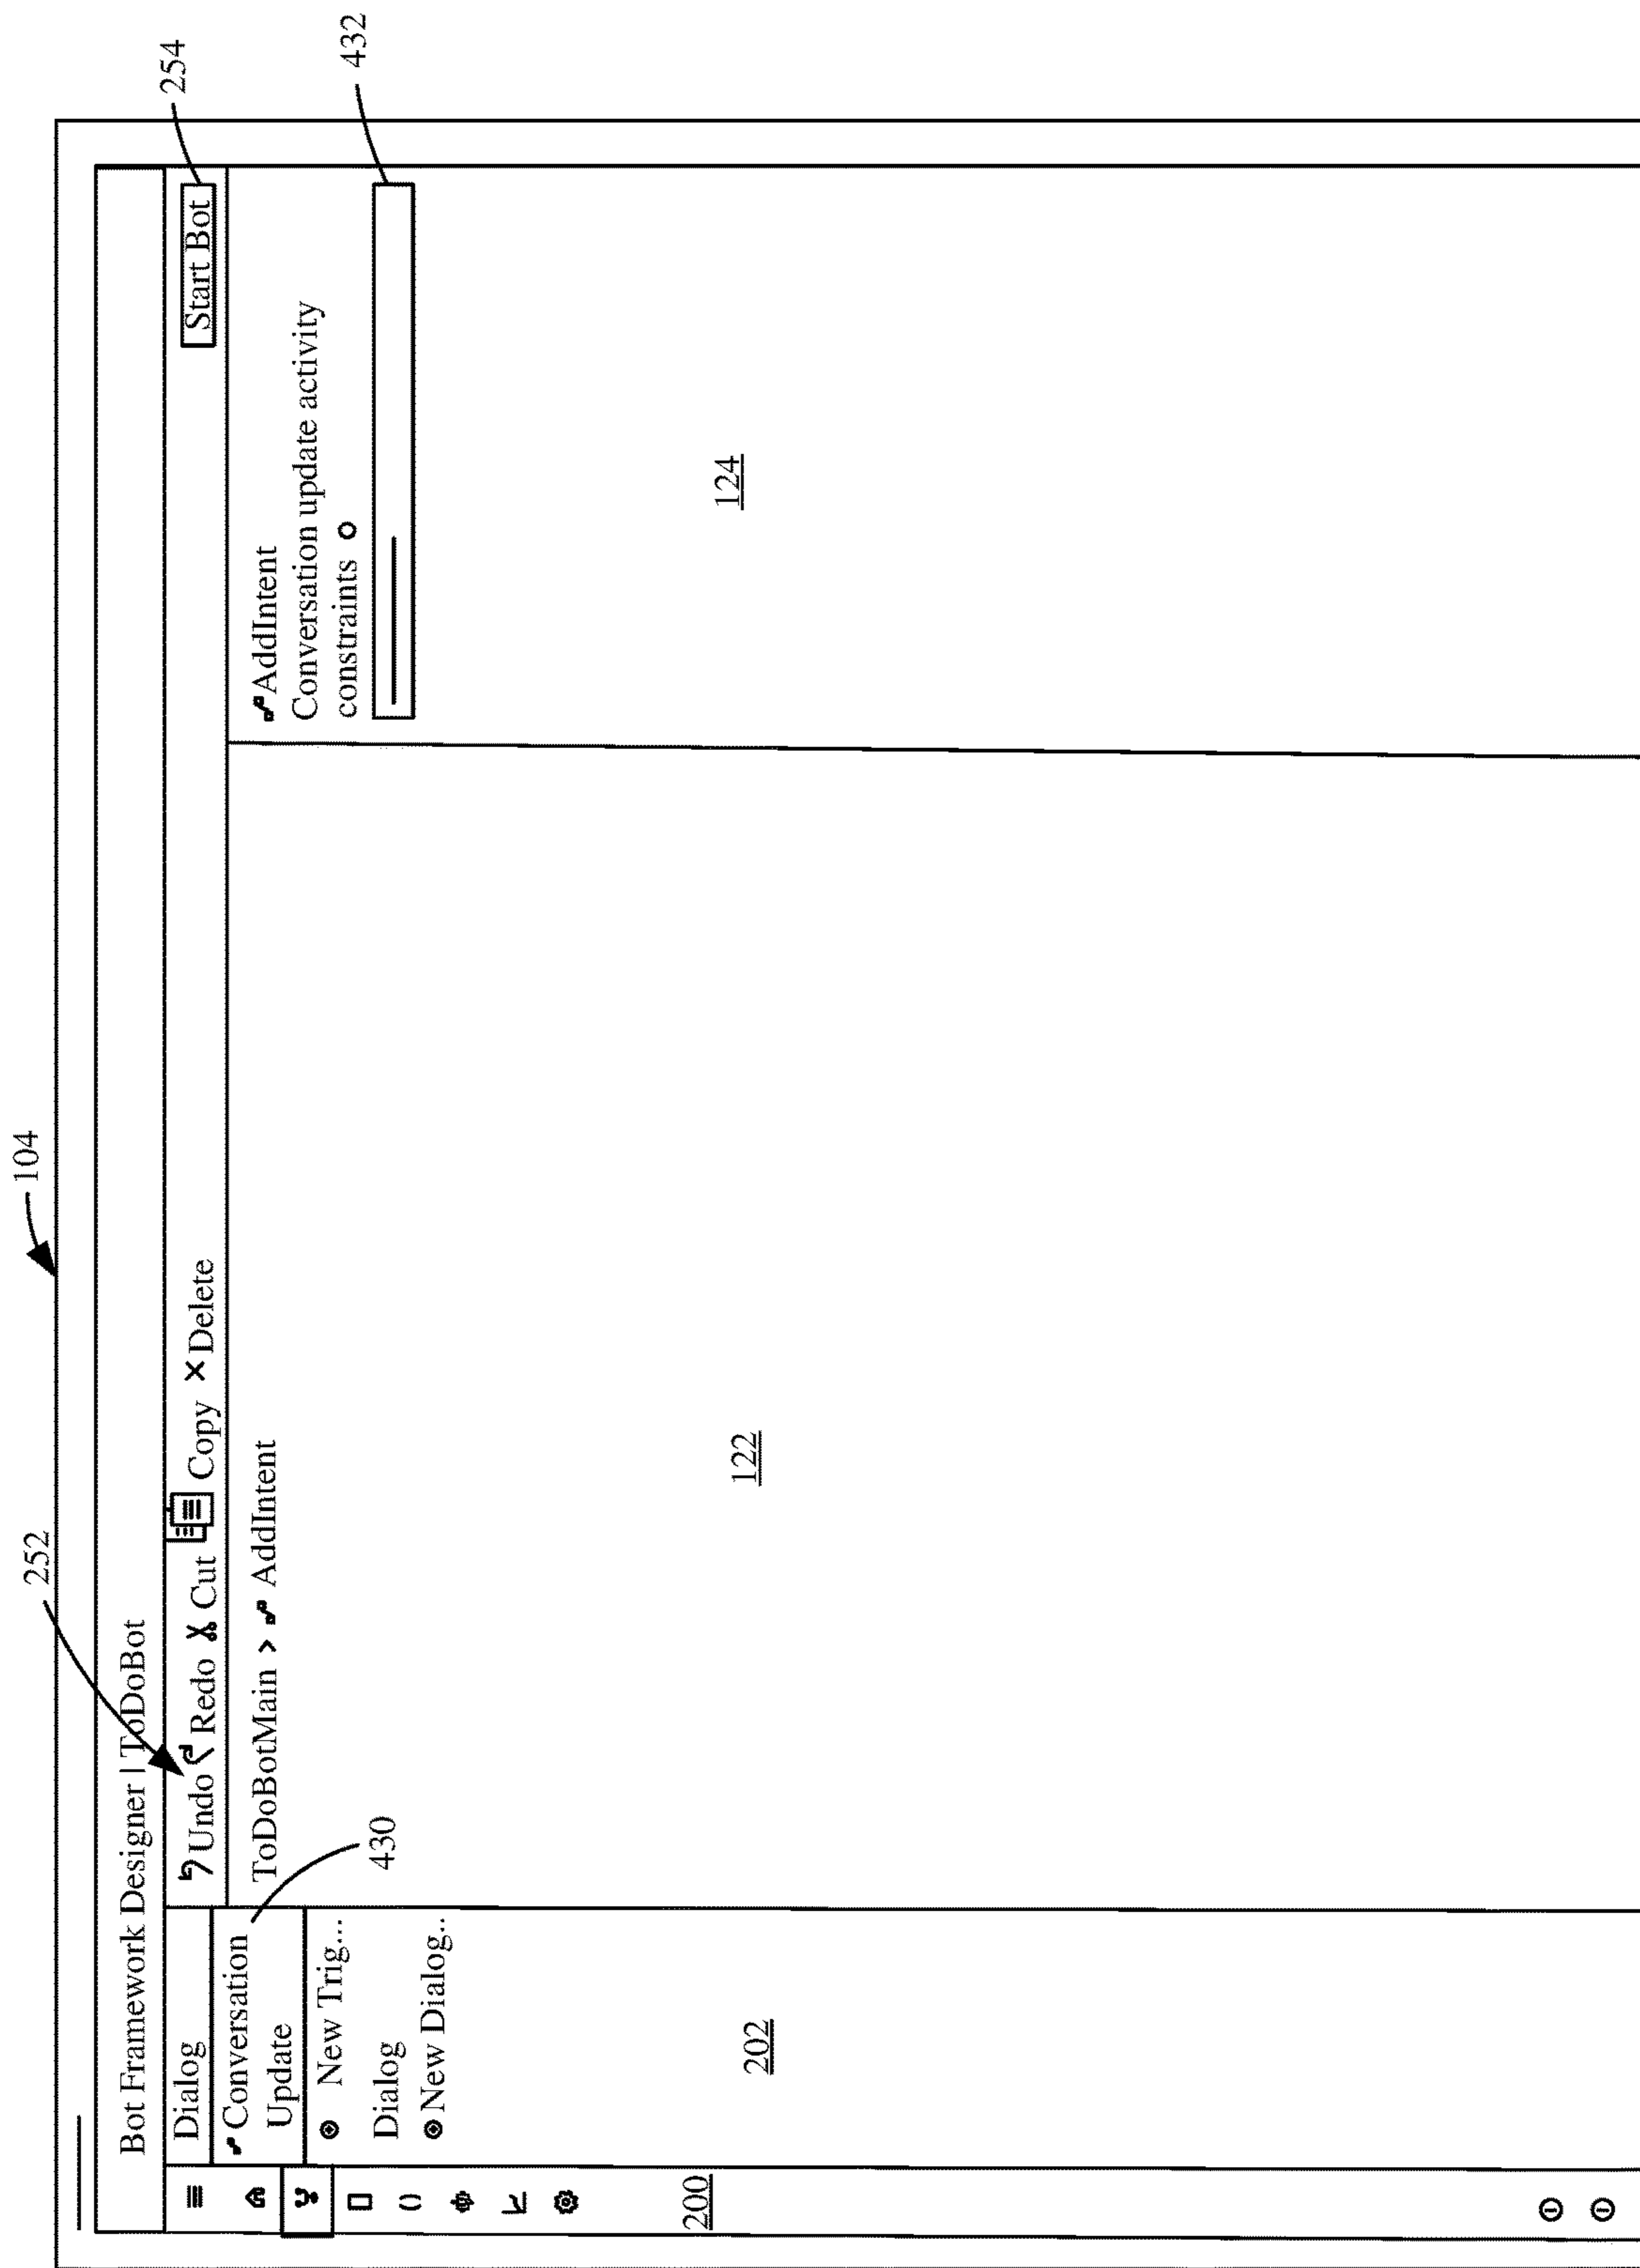 104
252
254
432
Bot Framework Designer | ToDoBot
Undo Redo Cut Copy Delete
Start Bot
Dialog
Conversation
Update
New Trig...
Dialog
New Dialog..
430
ToDoBotMain > AddIntent
AddIntent
Conversation update activity
constraints
200
202
122
124